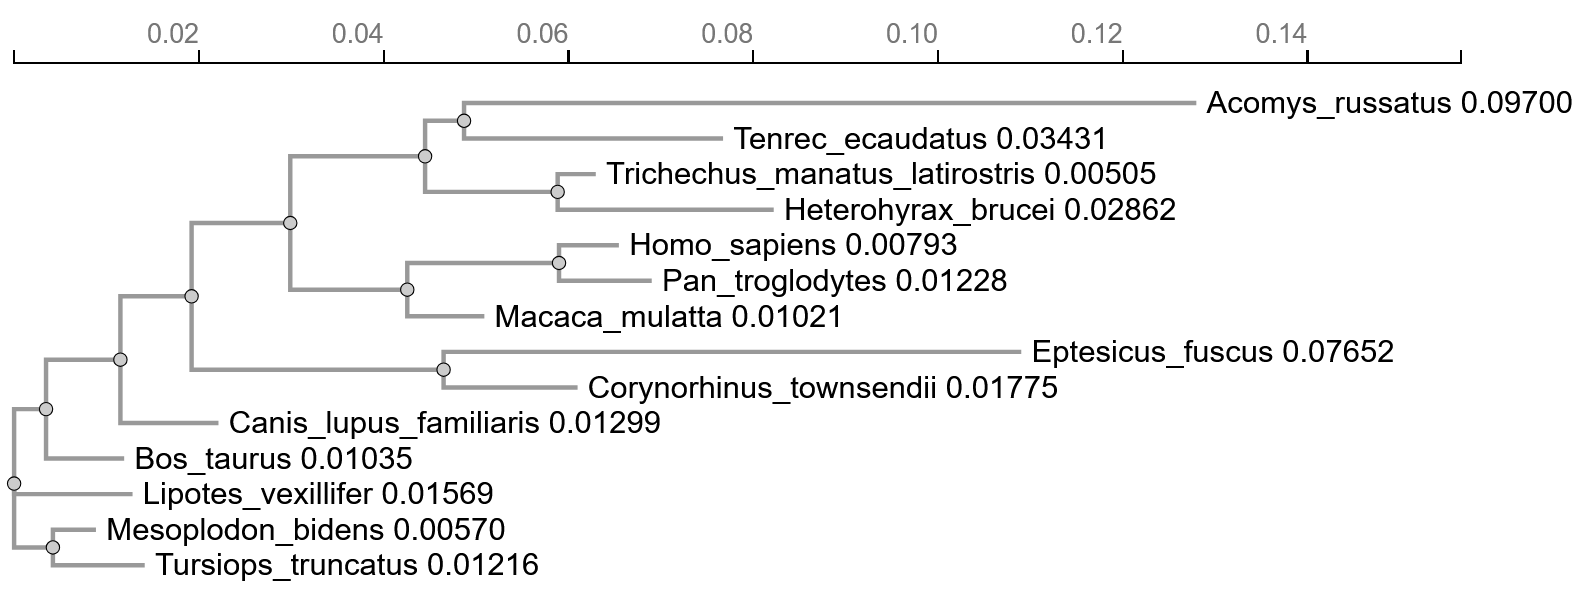 0.02 0.04 0.06 0.08 0.10 0.12 0.14
Acomys_russatus 0.09700
Tenrec_ecaudatus 0.03431
Trichechus_manatus_latirostris 0.00505
Heterohyrax_brucei 0.02862
Homo_sapiens 0.00793
Pan_troglodytes 0.01228
Macaca_mulatta 0.01021
Eptesicus_fuscus 0.07652
Corynorhinus_townsendii 0.01775
Canis_lupus_familiaris 0.01299
Bos_taurus 0.01035
Lipotes_vexillifer 0.01569
Mesoplodon_bidens 0.00570
Tursiops_truncatus 0.01216